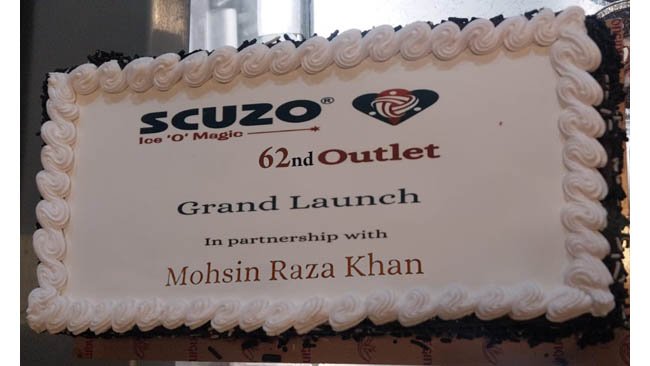 SCUZO®
Ice 'O' Magic
62nd Outlet
Grand Launch
In partnership with
Mohsin Raza Khan